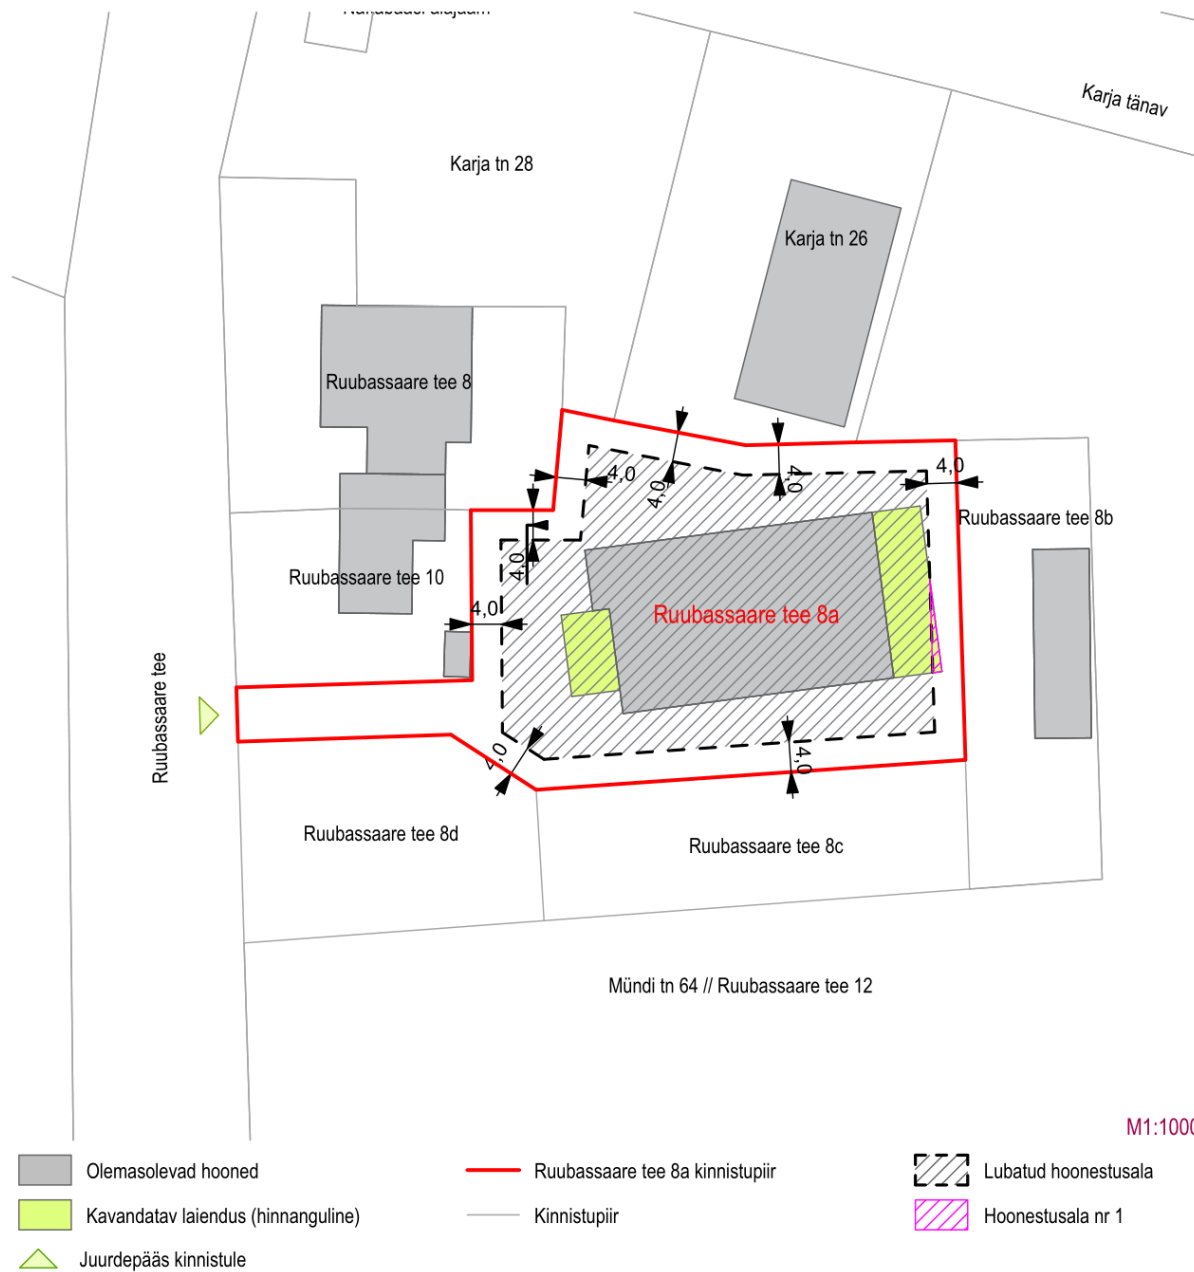 Karja tänav
Karja tn 28
Karja tn 26
Ruubassaare tee 8
4,0
4,0
4,0
4,0
Ruubassaare tee 8b
4,0
Ruubassaare tee 10
4,0
Ruubassaare tee 8a
Ruubassaare tee
4,0
4,0
Ruubassaare tee 8d
Ruubassaare tee 8c
Mündi tn 64 // Ruubassaare tee 12
M1:1000
Olemasolevad hooned
Ruubassaare tee 8a kinnistupiir
Lubatud hoonestusala
Kavandatav laiendus (hinnanguline)
Kinnistupiir
Hoonestusala nr 1
Juurdepääs kinnistule